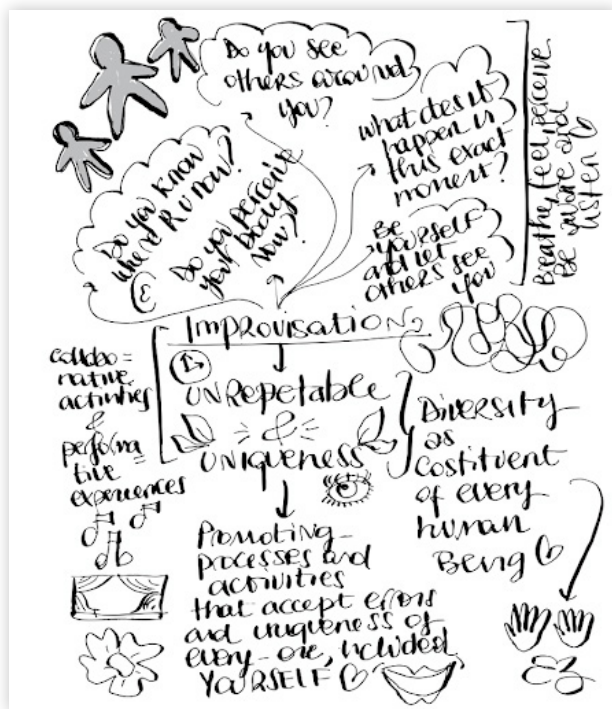 Do you see
others around
you?
what does it
happen in
this exact
moment?
Do you know
where R U now?
Do you perceive
your body
now?
Be
yourself
and let
others see
you
Breathe, feel, perceive
Be aware and
listen
IMPROVISATION
UNRepetable
&
UNIQUENESS
collabo=
rative
activities
&
performa
tive =
experiences
Diversity
as
costituent
of every
human
Being
Promoting
processes and
activities
that accept errors
and uniqueness of
every-one, included
YOURSELF